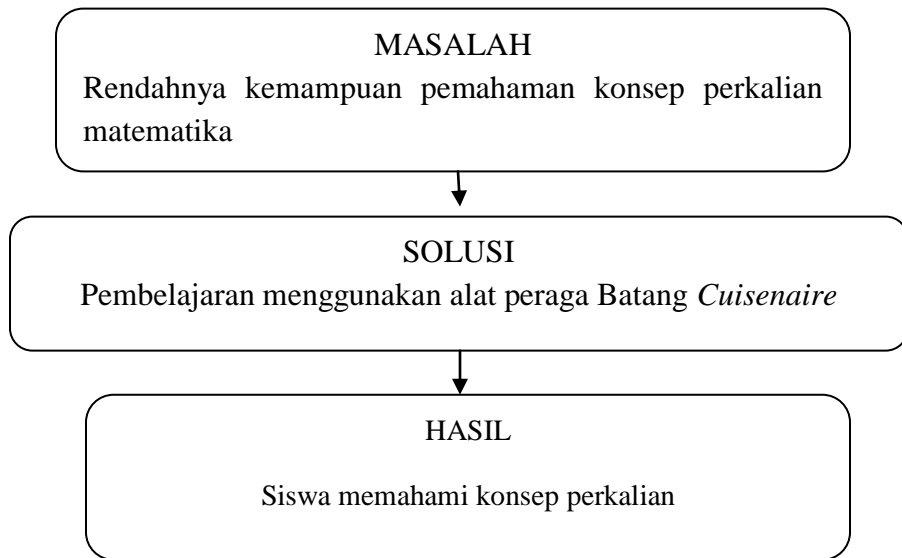 MASALAH
Rendahnya kemampuan pemahaman konsep perkalian
matematika
SOLUSI
Pembelajaran menggunakan alat peraga Batang Cuisenaire
HASIL
Siswa memahami konsep perkalian